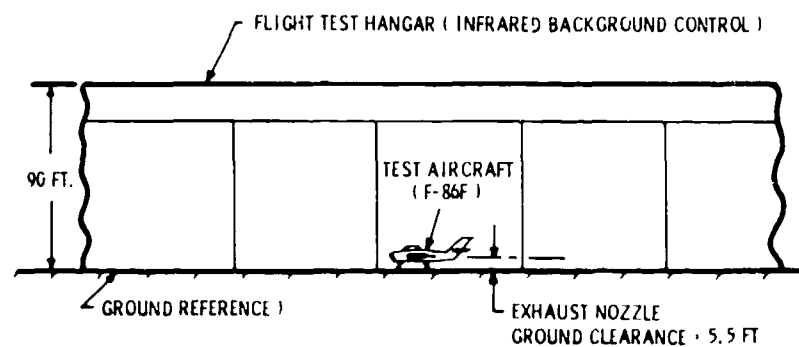 FLIGHT TEST HANGAR ( INFRARED BACKGROUND CONTROL )
90 FT.
TEST AIRCRAFT
( F-86F )
GROUND REFERENCE )
EXHAUST NOZZLE
GROUND CLEARANCE = 5.5 FT